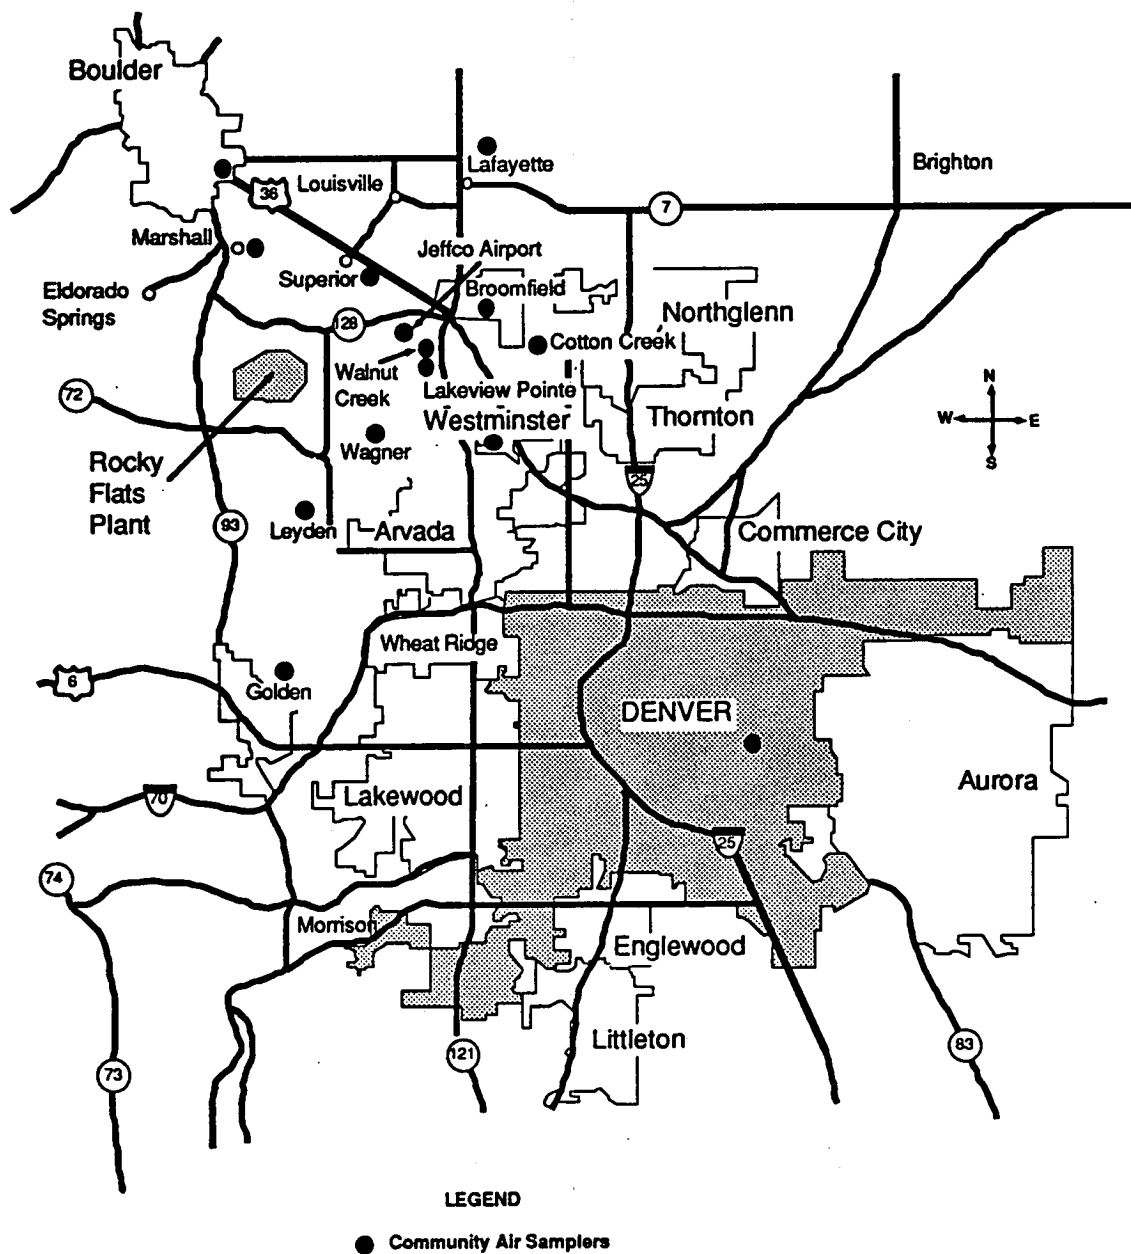 Boulder
Lafayette
Brighton
36
Louisville
7
Marshall
Jeffco Airport
Superior
Eldorado
Springs
Broomfield
Northglenn
128
Cotton Creek
Walnut
Creek
72
Lakeview Pointe
Westminster
Thornton
N
W
E
S
Wagner
Rocky
Flats
Plant
25
93
Leyden
Arvada
Commerce City
Wheat Ridge
6
Golden
DENVER
Aurora
70
Lakewood
25
74
Morrison
Englewood
Littleton
121
83
73
LEGEND
Community Air Samplers